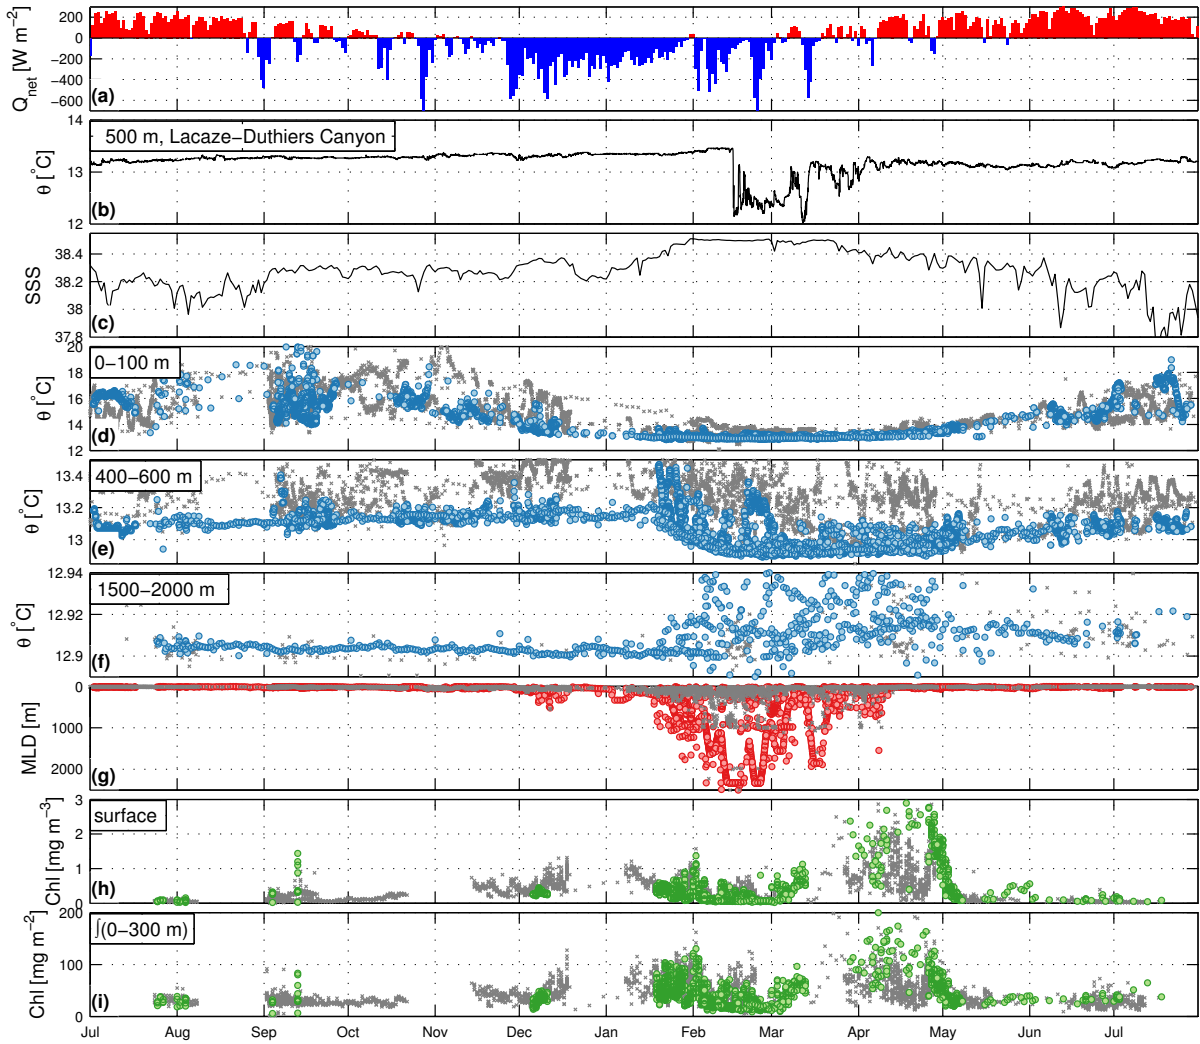 200
0
−200
−400
−600
Q_net [W m⁻²]
(a)
14
13
12
θ [°C]
500 m, Lacaze−Duthiers Canyon
(b)
38.4
38.2
38
37.8
SSS
(c)
20
18
16
14
12
θ [°C]
0−100 m
(d)
13.4
13.2
13
θ [°C]
400−600 m
(e)
12.94
12.92
12.9
θ [°C]
1500−2000 m
(f)
0
1000
2000
MLD [m]
(g)
3
2
1
0
Chl [mg m⁻³]
surface
(h)
200
100
0
Chl [mg m⁻²]
∫(0−300 m)
(i)
Jul Aug Sep Oct Nov Dec Jan Feb Mar Apr May Jun Jul